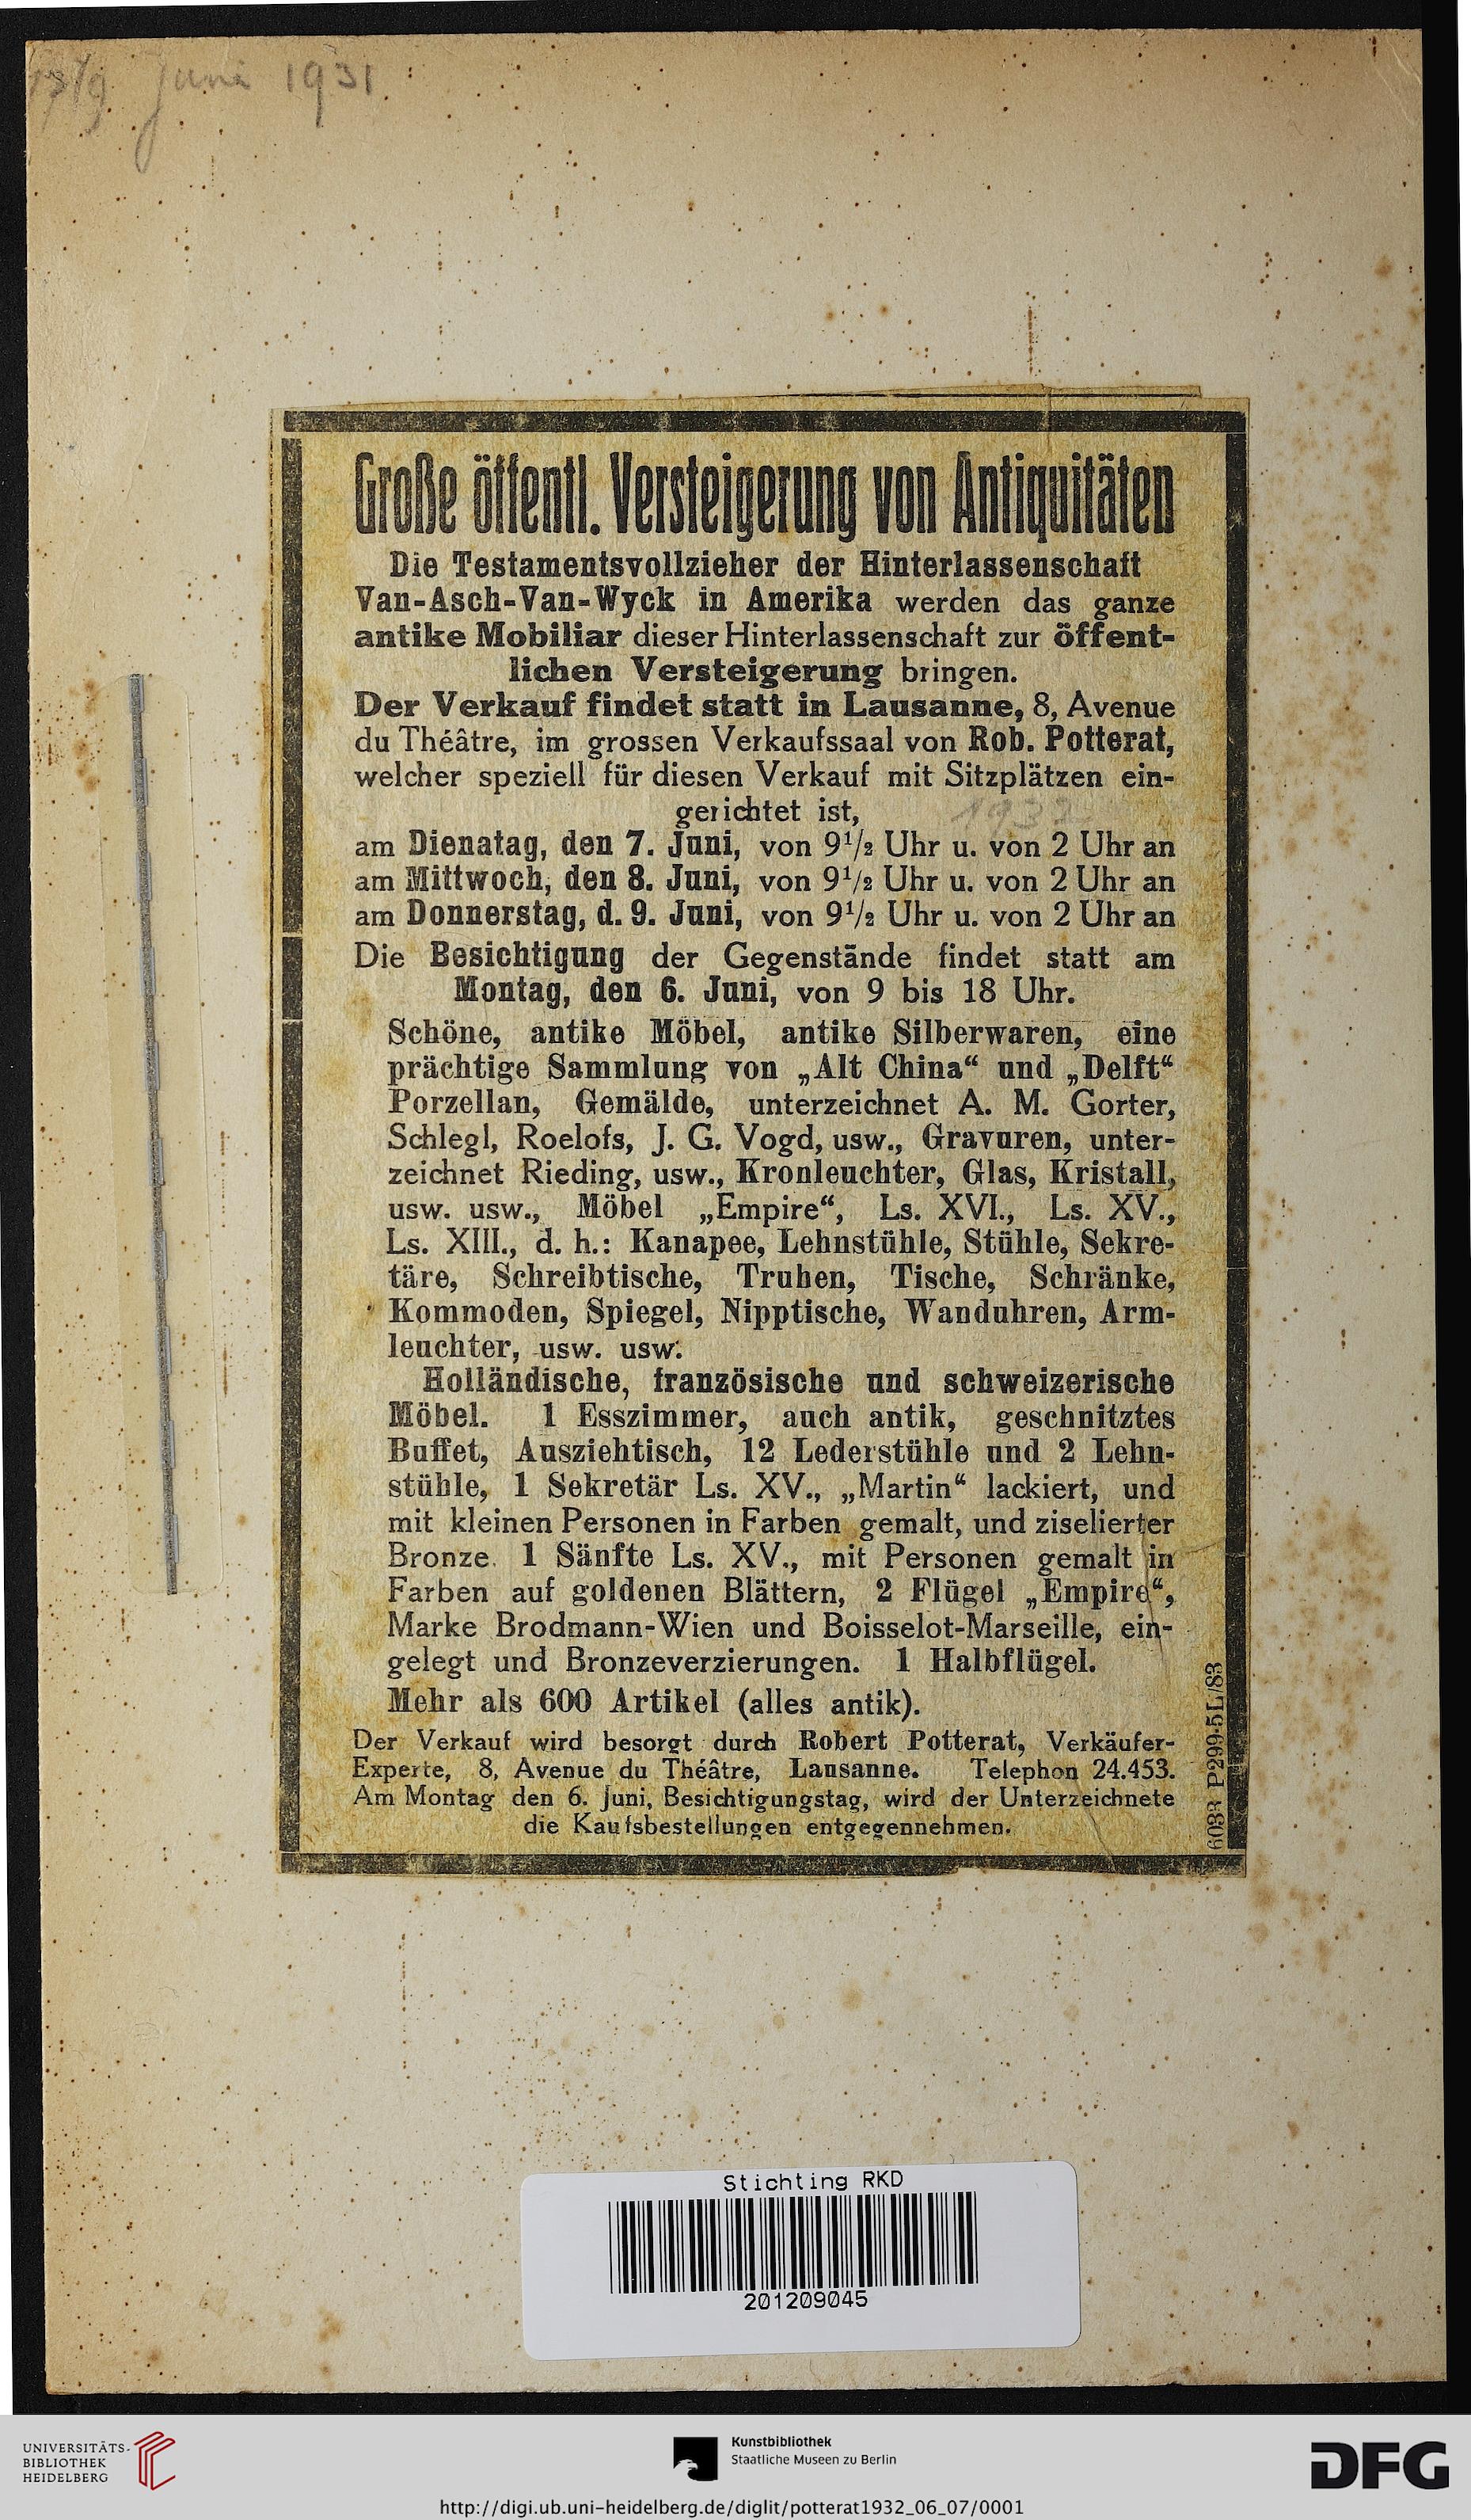 7/9 Juni 1931
Große öffentl. Versteigerung von Antiquitäten
Die Testamentsvollzieher der Hinterlassenschaft
Van-Asch-Van-Wyck in Amerika werden das ganze
antike Mobiliar dieser Hinterlassenschaft zur öffent-
lichen Versteigerung bringen.
Der Verkauf findet statt in Lausanne, 8, Avenue
du Théâtre, im grossen Verkaufssaal von Rob. Potterat,
welcher speziell für diesen Verkauf mit Sitzplätzen ein-
gerichtet ist,
1932
am Dienatag, den 7. Juni, von 9½ Uhr u. von 2 Uhr an
am Mittwoch, den 8. Juni, von 9½ Uhr u. von 2 Uhr an
am Donnerstag, d. 9. Juni, von 9½ Uhr u. von 2 Uhr an
Die Besichtigung der Gegenstände findet statt am
Montag, den 6. Juni, von 9 bis 18 Uhr.
Schöne, antike Möbel, antike Silberwaren, eine
prächtige Sammlung von „Alt China“ und „Delft“
Porzellan, Gemälde, unterzeichnet A. M. Gorter,
Schlegl, Roelofs, J. G. Vogd, usw., Gravuren, unter-
zeichnet Rieding, usw., Kronleuchter, Glas, Kristall,
usw. usw., Möbel „Empire“, Ls. XVI., Ls. XV.,
Ls. XIII., d. h.: Kanapee, Lehnstühle, Stühle, Sekre-
täre, Schreibtische, Truhen, Tische, Schränke,
Kommoden, Spiegel, Nipptische, Wanduhren, Arm-
leuchter, usw. usw.
Holländische, französische und schweizerische
Möbel. 1 Esszimmer, auch antik, geschnitztes
Buffet, Ausziehtisch, 12 Lederstühle und 2 Lehn-
stühle, 1 Sekretär Ls. XV., „Martin“ lackiert, und
mit kleinen Personen in Farben gemalt, und ziselierter
Bronze. 1 Sänfte Ls. XV., mit Personen gemalt in
Farben auf goldenen Blättern, 2 Flügel „Empire“,
Marke Brodmann-Wien und Boisselot-Marseille, ein-
gelegt und Bronzeverzierungen. 1 Halbflügel.
Mehr als 600 Artikel (alles antik).
Der Verkauf wird besorgt durch Robert Potterat, Verkäufer-
Experte, 8, Avenue du Théâtre, Lausanne. Telephon 24.453.
Am Montag den 6. Juni, Besichtigungstag, wird der Unterzeichnete
die Kaufsbestellungen entgegennehmen.
P299-5L/83
Stichting RKD
201209045
UNIVERSITÄTS-
BIBLIOTHEK
HEIDELBERG
Kunstbibliothek
Staatliche Museen zu Berlin
DFG
http://digi.ub.uni-heidelberg.de/diglit/potterat1932_06_07/0001